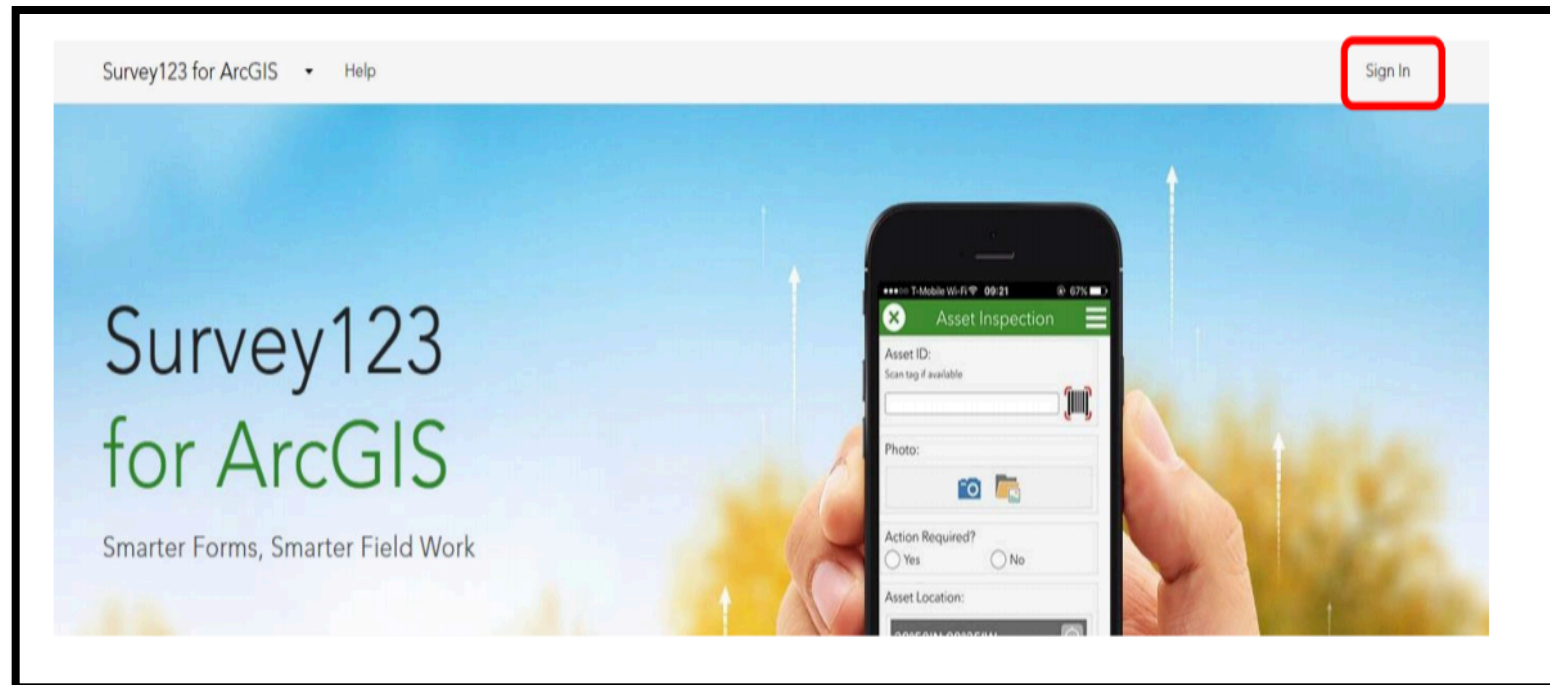 Survey123 for ArcGIS
Help
Sign In
Survey123
for ArcGIS
Smarter Forms, Smarter Field Work
T-Mobile Wi-Fi 09:21 67%
Asset Inspection
Asset ID:
Scan tag if available
Photo:
Action Required?
Yes No
Asset Location: